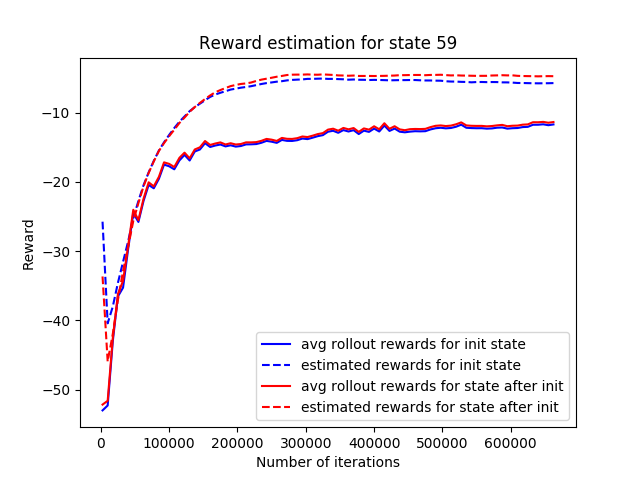 Reward estimation for state 59
Reward
−10
−20
−30
−40
−50
avg rollout rewards for init state
estimated rewards for init state
avg rollout rewards for state after init
estimated rewards for state after init
0 100000 200000 300000 400000 500000 600000
Number of iterations